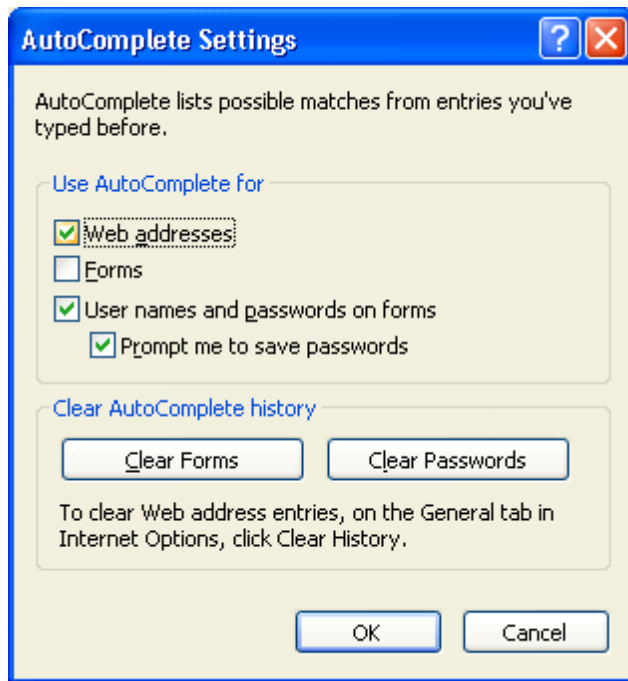 AutoComplete Settings
AutoComplete lists possible matches from entries you've
typed before.
Use AutoComplete for
Web addresses
Forms
User names and passwords on forms
Prompt me to save passwords
Clear AutoComplete history
Clear Forms
Clear Passwords
To clear Web address entries, on the General tab in
Internet Options, click Clear History.
OK
Cancel